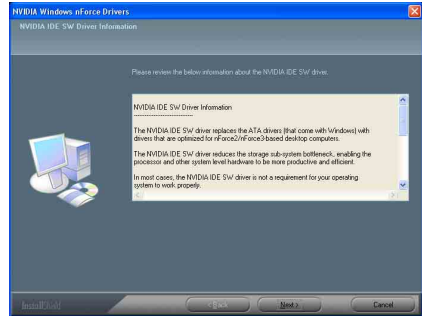 NVIDIA Windows nForce Drivers
NVIDIA IDE SW Driver Information
Please review the below information about the NVIDIA IDE SW driver.
NVIDIA IDE SW Driver Information
--------------------------------
The NVIDIA IDE SW driver replaces the ATA drivers (that come with Windows) with
drivers that are optimized for nForce2/nForce3-based desktop computers.
The NVIDIA IDE SW driver reduces the storage sub-system bottleneck, enabling the
processor and other system level hardware to be more productive and efficient.
In most cases, the NVIDIA IDE SW driver is not a requirement for your operating
system to work properly.
InstallShield
< Back
Next >
Cancel